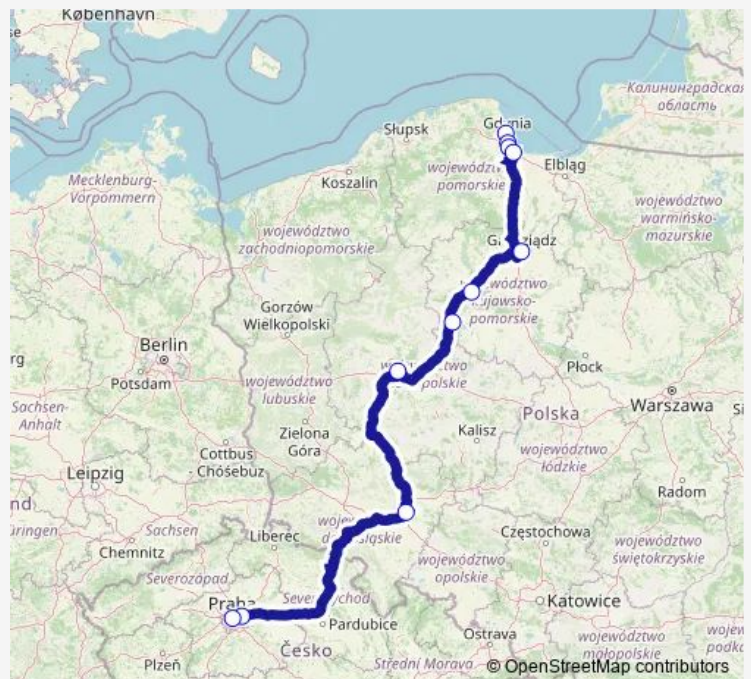 København
Калининградская
область
Gdynia
Słupsk
Elbląg
Koszalin
pomorskie
Mecklenburg-
Vorpommern
województwo
warmińsko-
mazurskie
województwo
zachodniopomorskie
Gorzów
Wielkopolski
kujawsko-
pomorskie
Berlin
Potsdam
Płock
województwo
lubuskie
polskie
Warszawa
Sachsen-
Anhalt
Polska
Zielona
Góra
Kalisz
Cottbus
- Chóśebuz
województwo
łódzkie
Leipzig
Radom
Sachsen
Chemnitz
Liberec
Częstochowa
województwo
świętokrzyskie
województwo
opolskie
Severozápad
Praha
Katowice
Pardubice
Ostrava
województwo
małopolskie
Česko
Plzeň
Střední Morava
© OpenStreetMap contributors